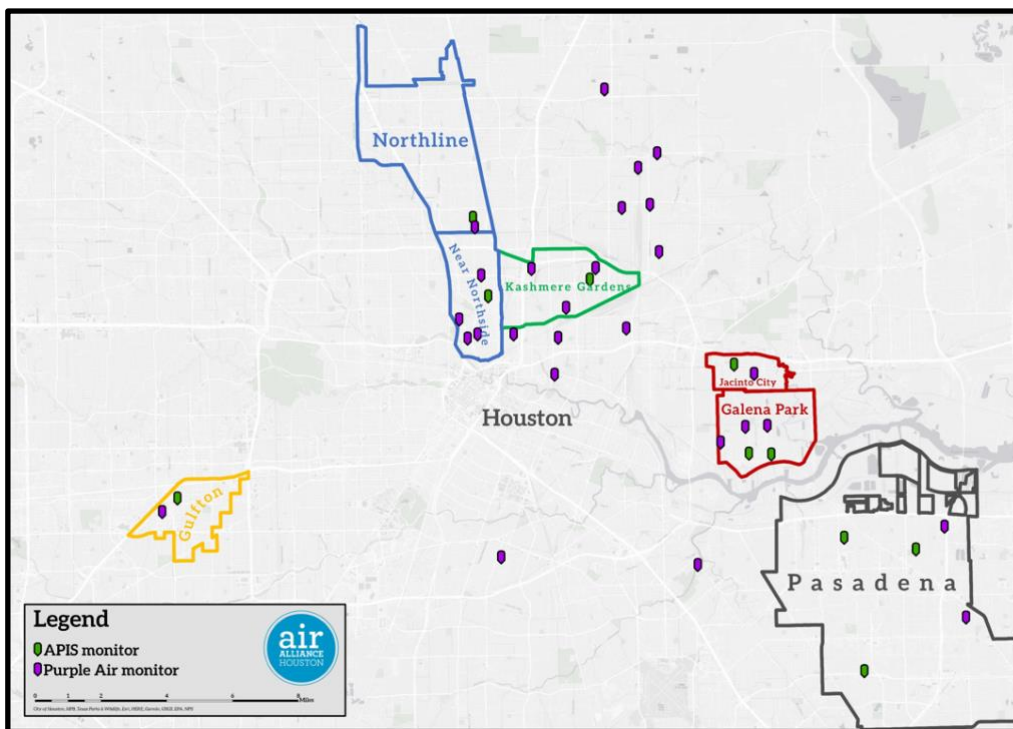 Northline
Near Northside
Kashmere Gardens
Jacinto City
Galena Park
Houston
Gulfton
Pasadena
Legend
APIS monitor
Purple Air monitor
air
ALLIANCE
HOUSTON
0 1 2 4 6 8
Miles